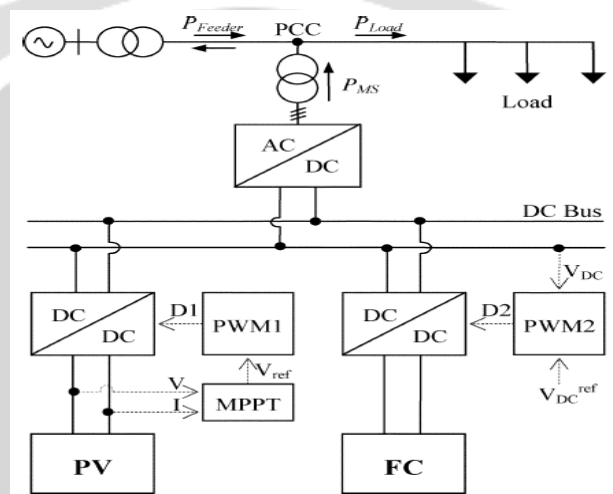 P_Feeder PCC P_Load
P_MS
Load
AC
DC
DC Bus
V_DC
DC
DC
D1
PWM1
DC
DC
D2
PWM2
V_ref
V
I
MPPT
V_DC^ref
PV
FC